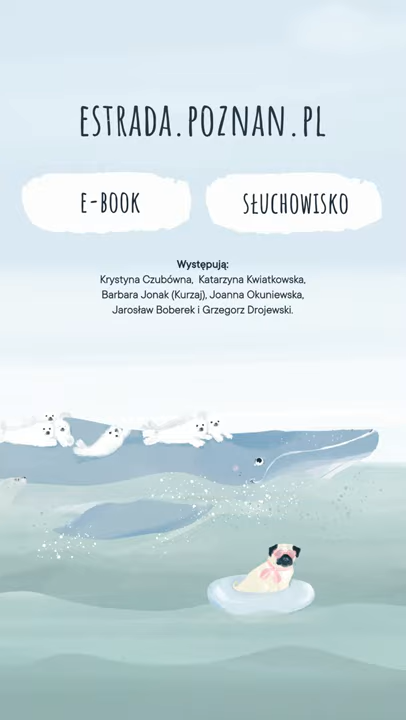 ESTRADA.POZNAN.PL
E-BOOK
SŁUCHOWISKO
Występują:
Krystyna Czubówna, Katarzyna Kwiatkowska,
Barbara Jonak (Kurzaj), Joanna Okuniewska,
Jarosław Boberek i Grzegorz Drojewski.